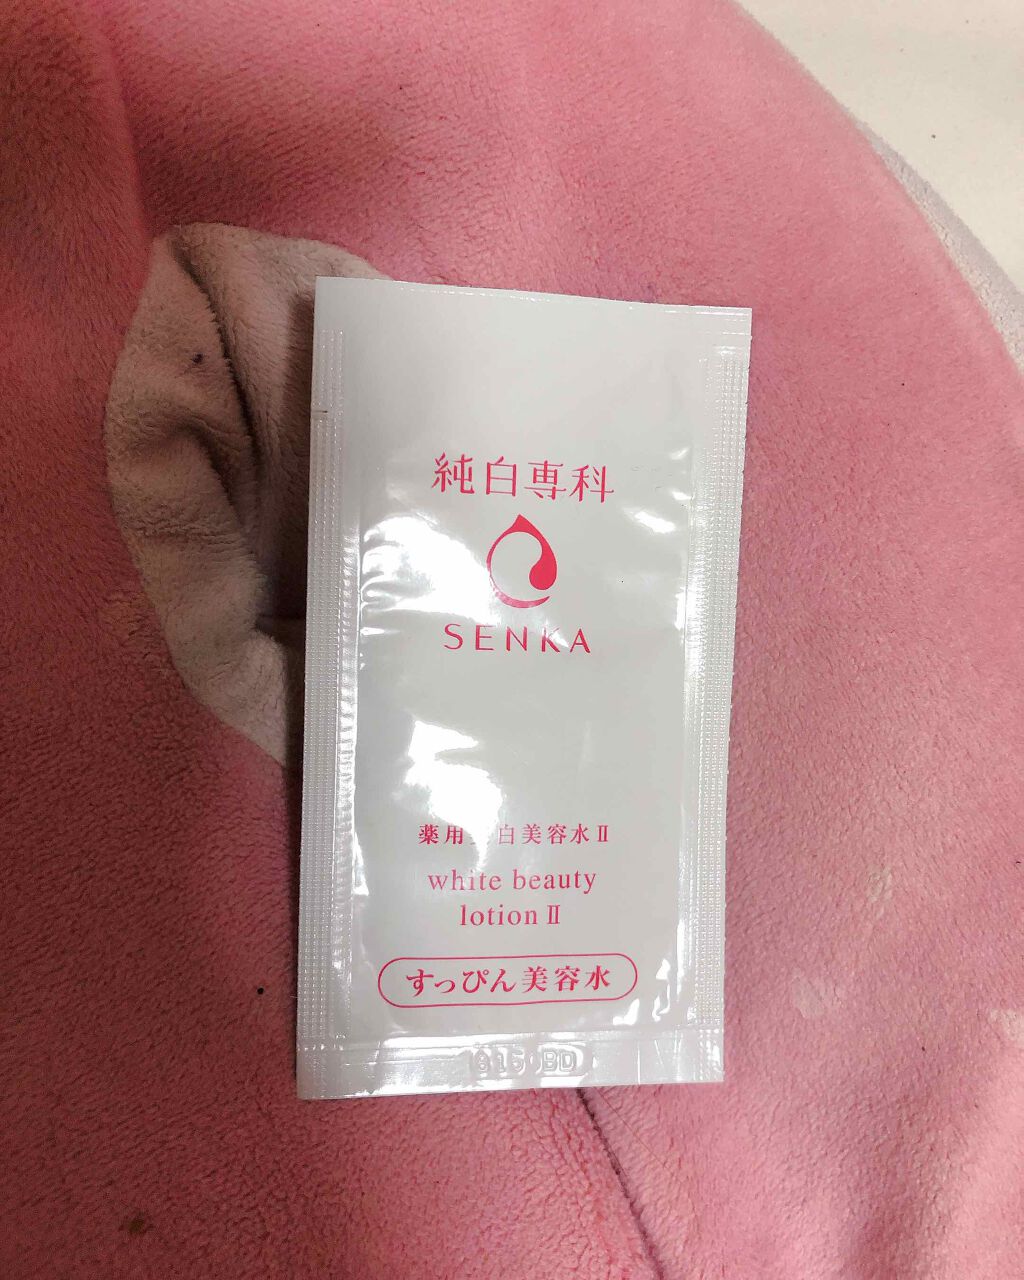 純白専科
SENKA
薬用 白美容水Ⅱ
white beauty
lotion Ⅱ
すっぴん美容水